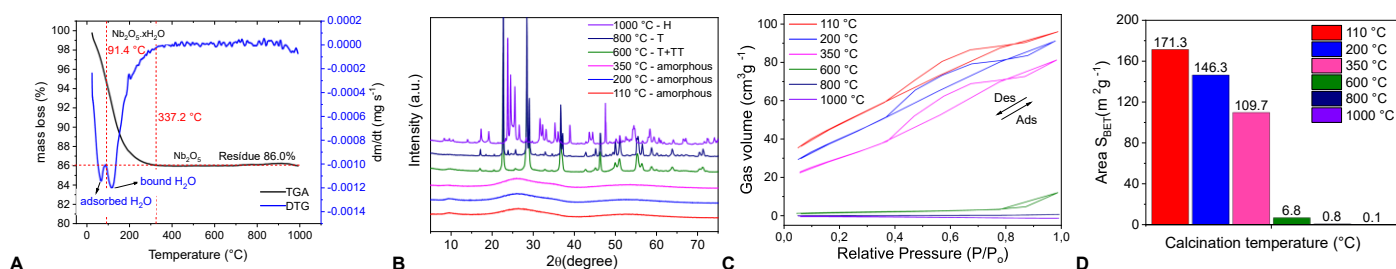 Nb₂O₅.xH₂O
91.4 °C
337.2 °C
Nb₂O₅
Resídue 86.0%
bound H₂O
adsorbed H₂O
TGA
DTG
mass loss (%)
100
98
96
94
92
90
88
86
84
82
80
0.0002
0.0000
-0.0002
-0.0004
-0.0006
-0.0008
-0.0010
-0.0012
-0.0014
dm/dt (mg s⁻¹)
0 200 400 600 800 1000
Temperature (°C)
A
1000 °C - H
800 °C - T
600 °C - T+TT
350 °C - amorphous
200 °C - amorphous
110 °C - amorphous
Intensity (a.u.)
10 20 30 40 50 60 70
2θ(degree)
B
110 °C
200 °C
350 °C
600 °C
800 °C
1000 °C
Des
Ads
Gas volume (cm³g⁻¹)
100
80
60
40
20
0
0,0 0,2 0,4 0,6 0,8 1,0
Relative Pressure (P/Pₒ)
C
110 °C
200 °C
350 °C
600 °C
800 °C
1000 °C
171.3
146.3
109.7
6.8
0.8
0.1
Area S_BET(m²g⁻¹)
200
160
120
80
40
0
Calcination temperature (°C)
D